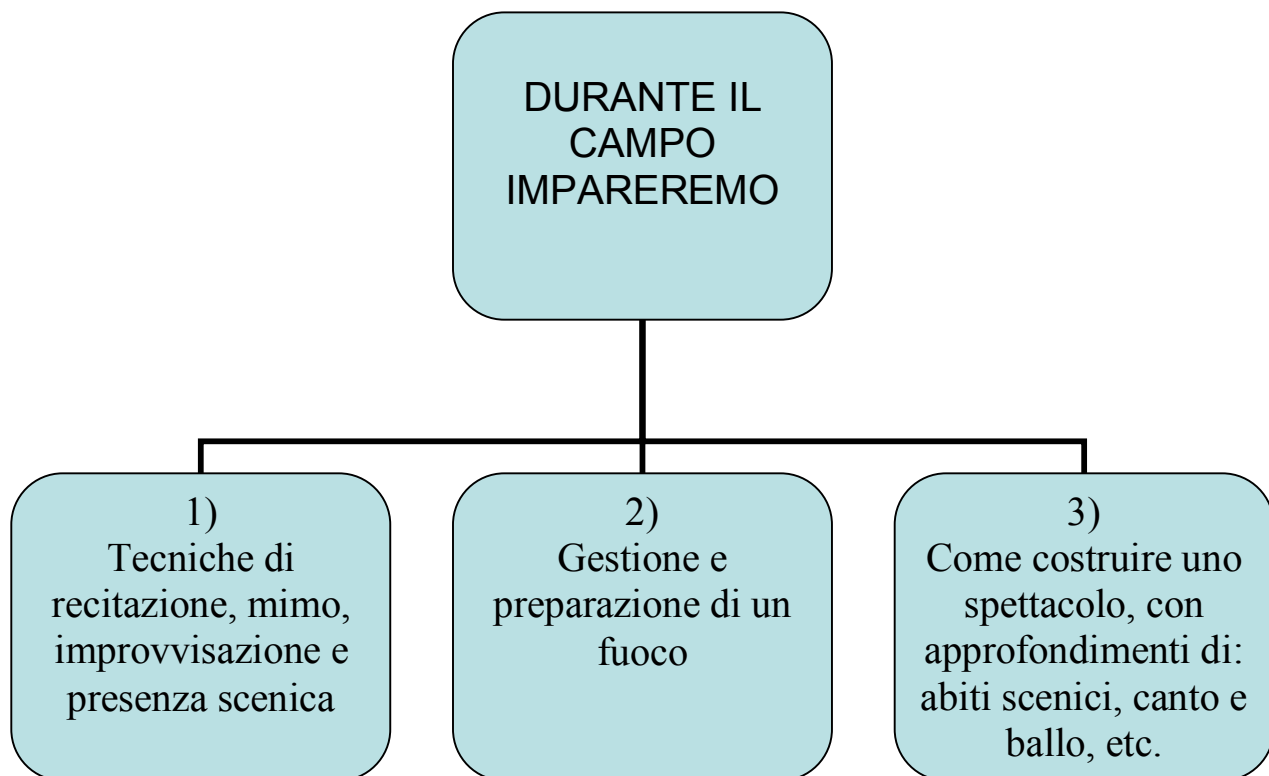 DURANTE IL
CAMPO
IMPAREREMO
1)
Tecniche di
recitazione, mimo,
improvvisazione e
presenza scenica
2)
Gestione e
preparazione di un
fuoco
3)
Come costruire uno
spettacolo, con
approfondimenti di:
abiti scenici, canto e
ballo, etc.